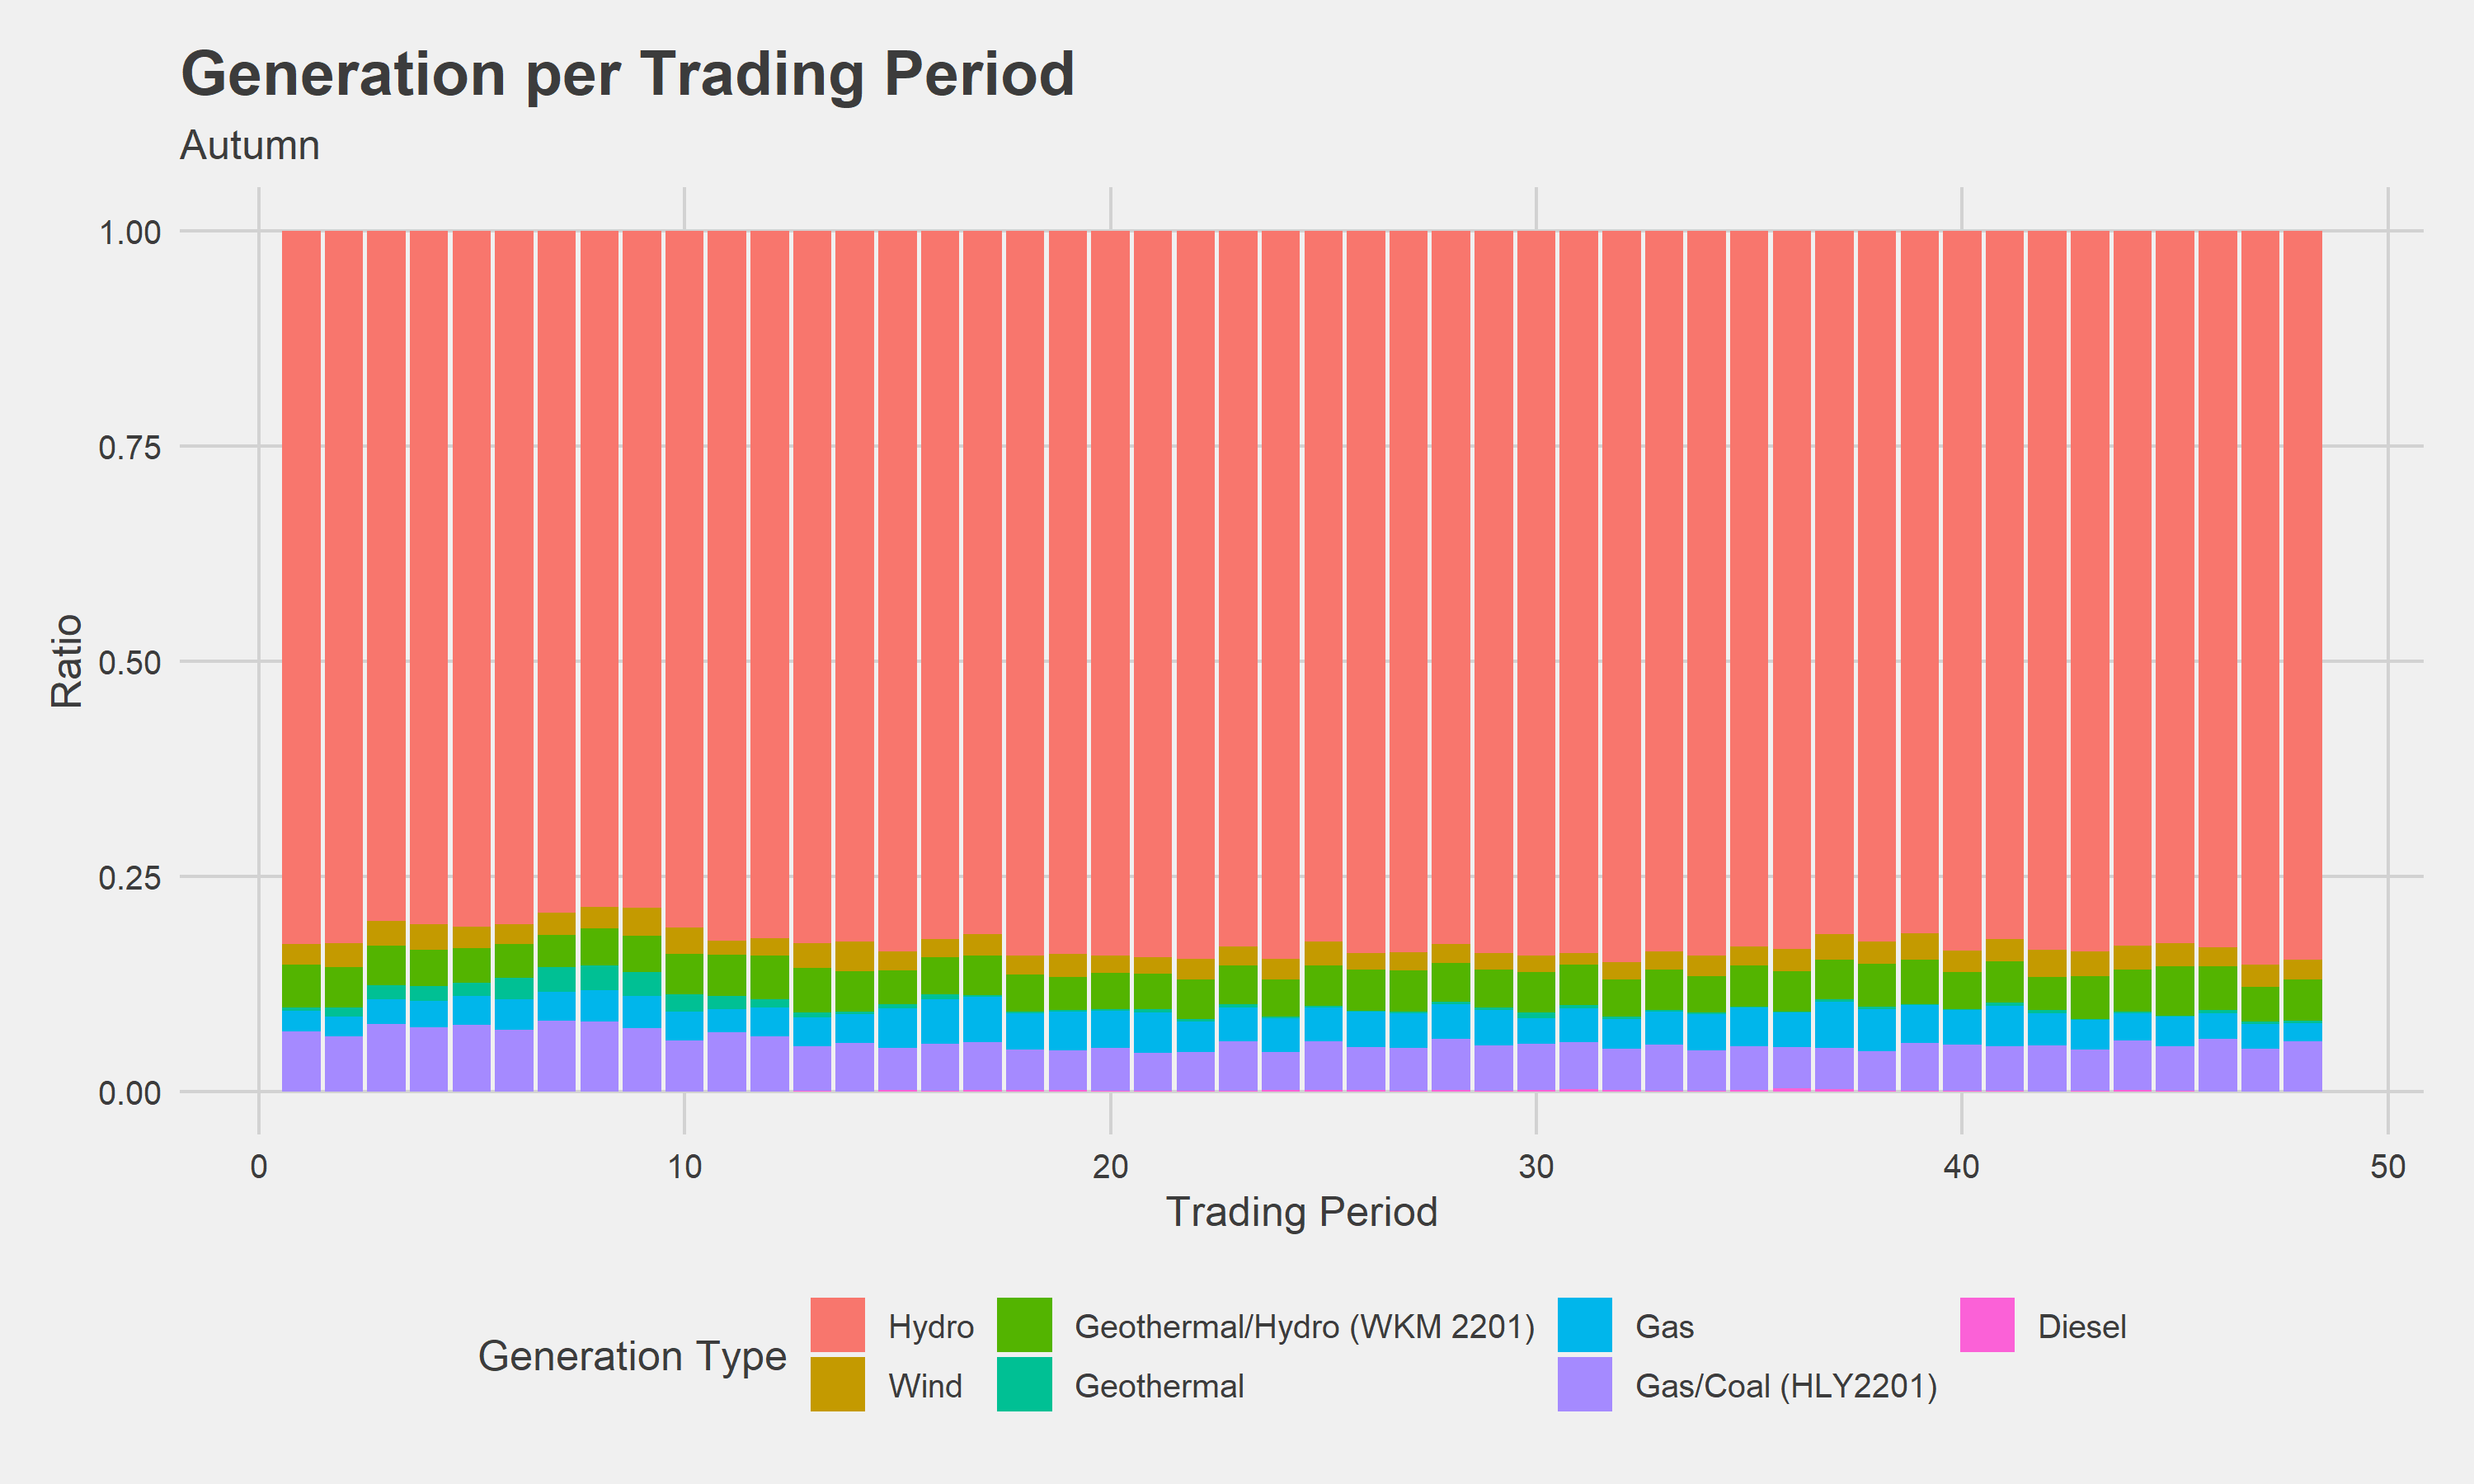 Generation per Trading Period
Autumn
1.00
0.75
0.50
0.25
0.00
Ratio
0 10 20 30 40 50
Trading Period
Generation Type
Hydro
Wind
Geothermal/Hydro (WKM 2201)
Geothermal
Gas
Gas/Coal (HLY2201)
Diesel